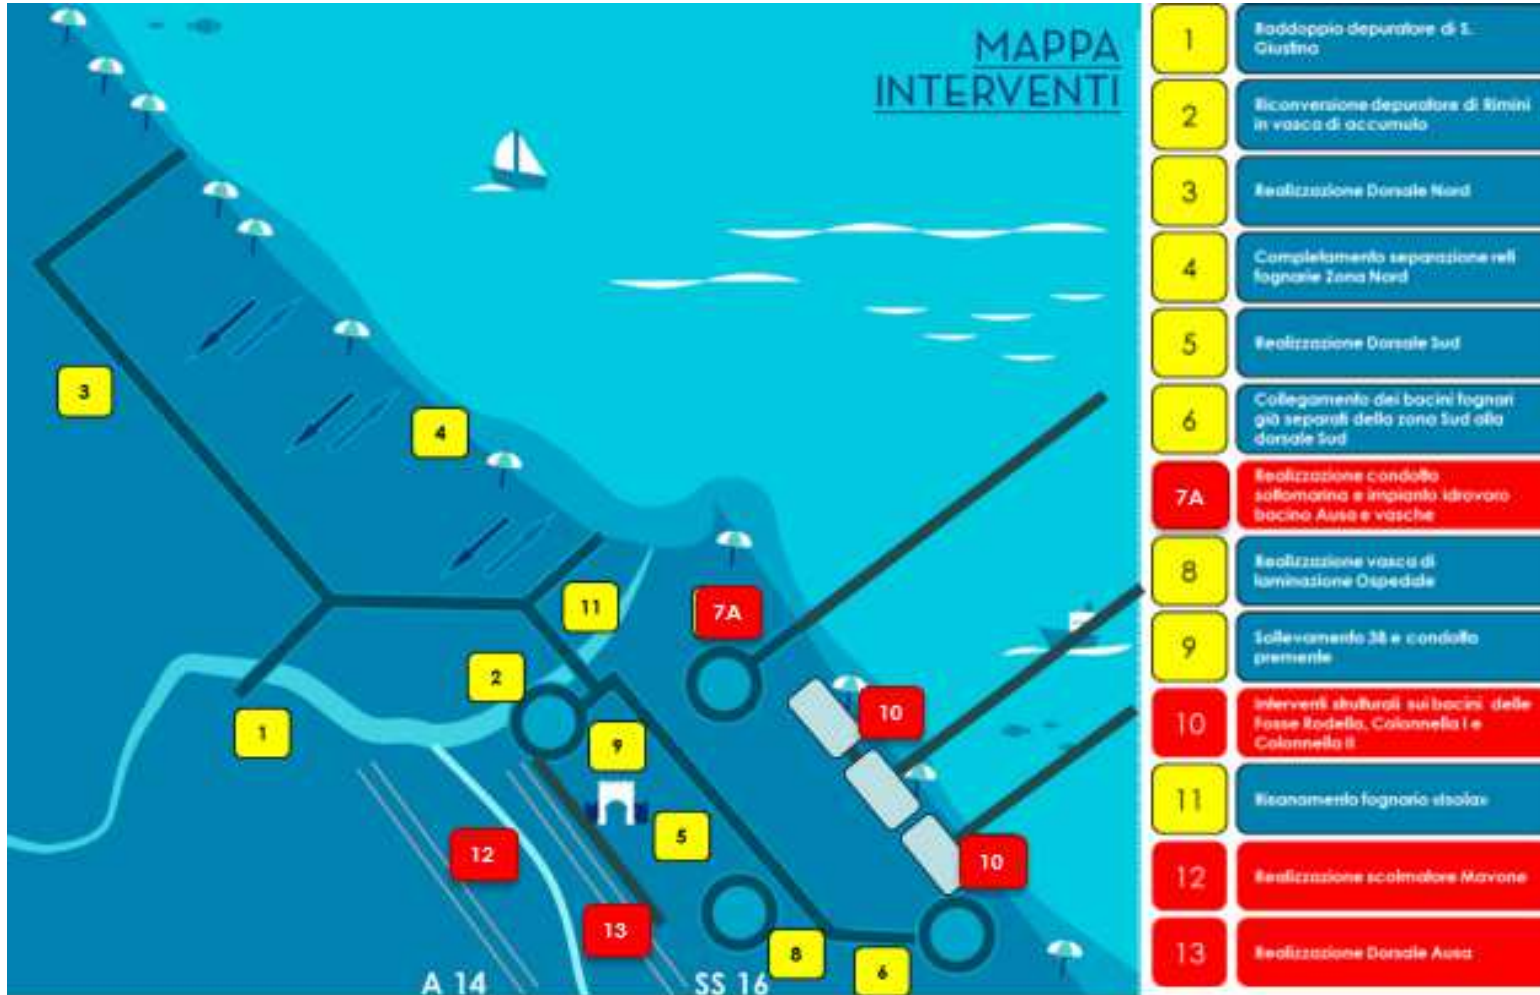 MAPPA
INTERVENTI
3
4
11
7A
2
1
9
10
5
12
10
13
8
6
A 14
SS 16
1
Raddoppio depuratore di S.
Giustina
2
Riconversione depuratore di Rimini
in vasca di accumulo
3
Realizzazione Dorsale Nord
4
Completamento separazione reti
fognarie Zona Nord
5
Realizzazione Dorsale Sud
6
Collegamento dei bacini fognari
già separati della zona Sud alla
dorsale Sud
7A
Realizzazione condotta
sottomarina e impianto idrovoro
bacino Ausa e vasche
8
Realizzazione vasca di
laminazione Ospedale
9
Sollevamento 3B e condotta
premente
10
Interventi strutturali sui bacini delle
Fosse Rodella, Colonnella I e
Colonnella II
11
Risanamento fognario «Isola»
12
Realizzazione scolmatore Mavone
13
Realizzazione Dorsale Ausa